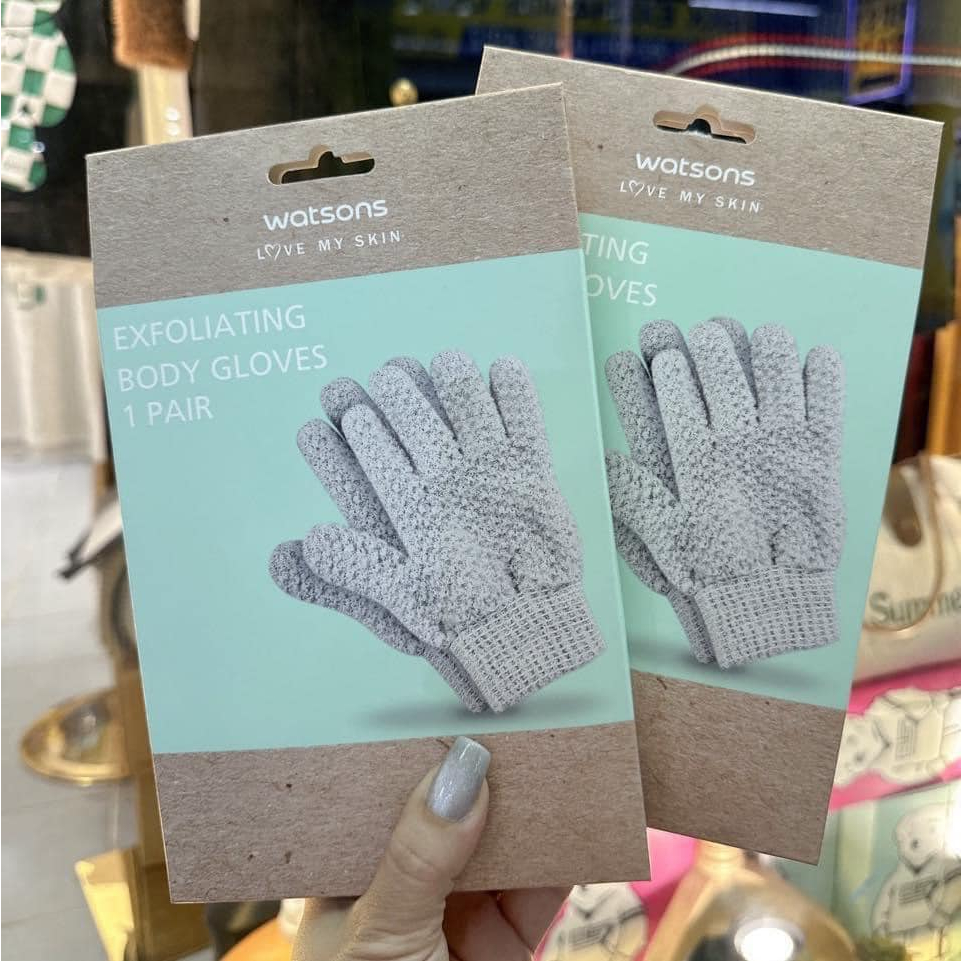 watsons
LOVE MY SKIN
EXFOLIATING
BODY GLOVES
1 PAIR
watsons
LOVE MY SKIN
TING
OVES
Summe